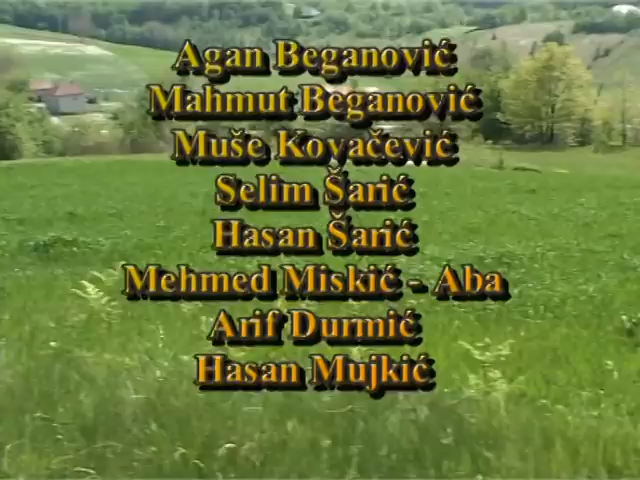 Agan Beganović
Mahmut Beganović
Muše Kovačević
Selim Šarić
Hasan Šarić
Mehmed Miskić - Aba
Arif Durmić
Hasan Mujkić